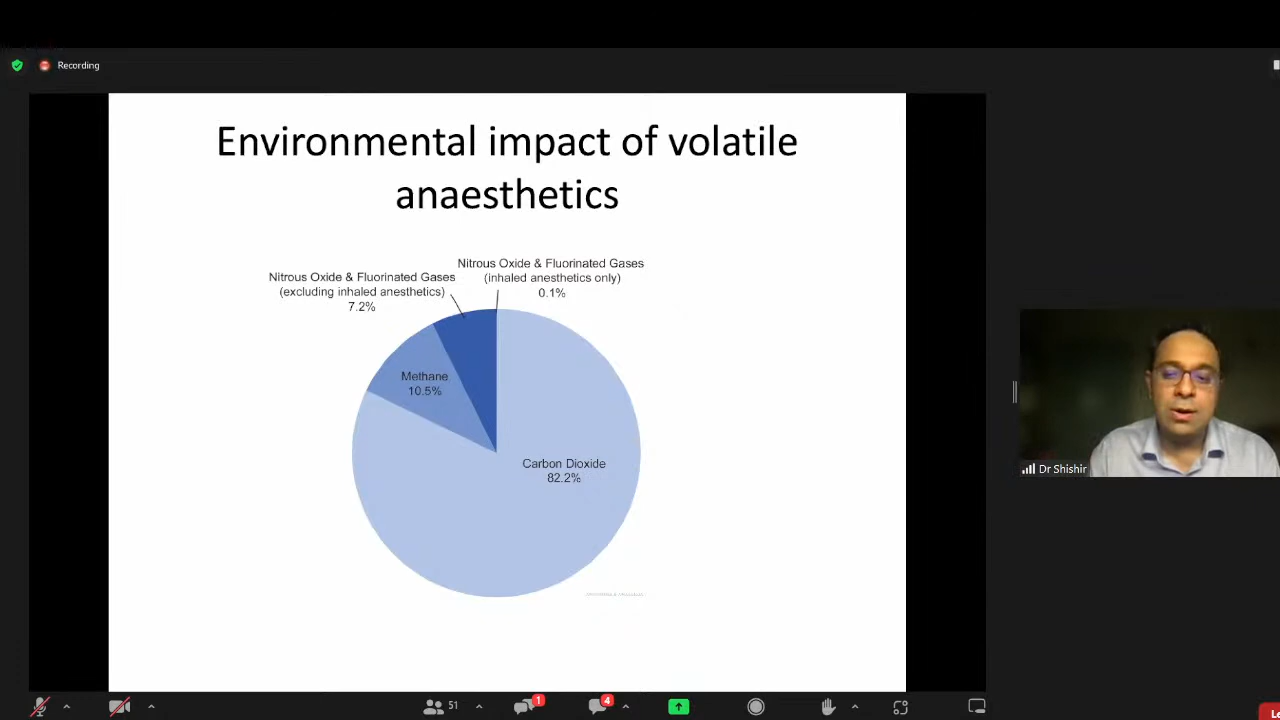 Recording
Environmental impact of volatile
anaesthetics
Nitrous Oxide & Fluorinated Gases
(excluding inhaled anesthetics)
7.2%
Nitrous Oxide & Fluorinated Gases
(inhaled anesthetics only)
0.1%
Methane
10.5%
Carbon Dioxide
82.2%
Dr Shishir
51
1
4